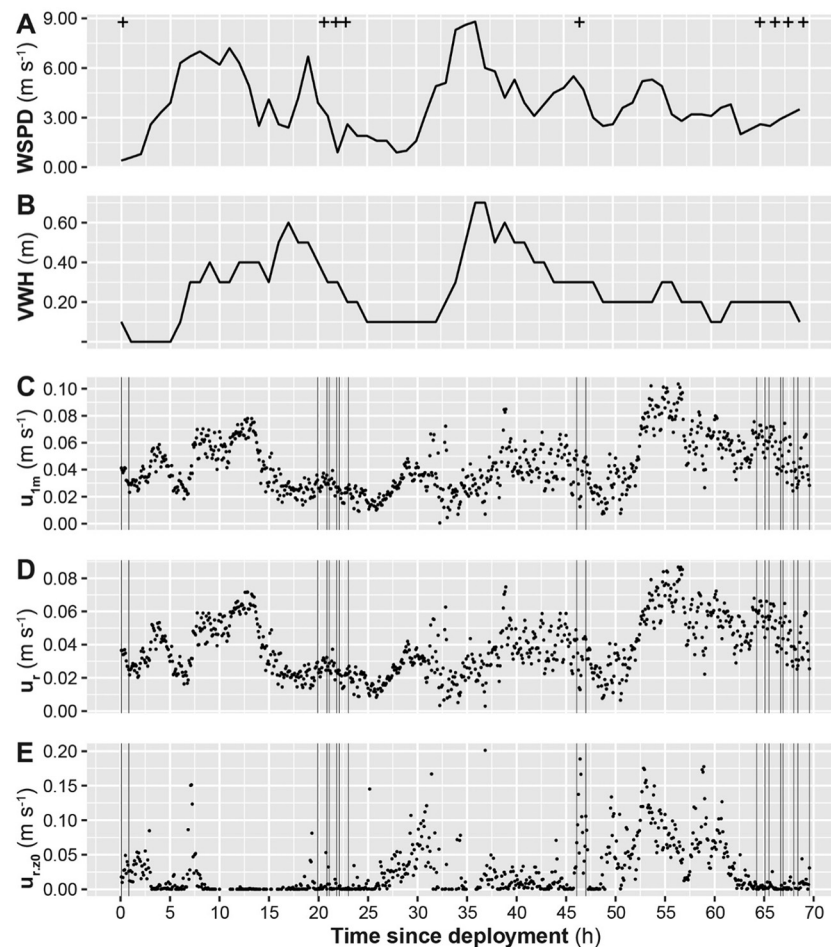 A
WSPD (m s⁻¹)
9.00
6.00
3.00
0.00
+ + + + + + + + +
B
VWH (m)
0.60
0.40
0.20
C
u1m (m s⁻¹)
0.10
0.08
0.06
0.04
0.02
0.00
D
ur (m s⁻¹)
0.08
0.06
0.04
0.02
0.00
E
ur.z0 (m s⁻¹)
0.20
0.15
0.10
0.05
0.00
0 5 10 15 20 25 30 35 40 45 50 55 60 65 70
Time since deployment (h)